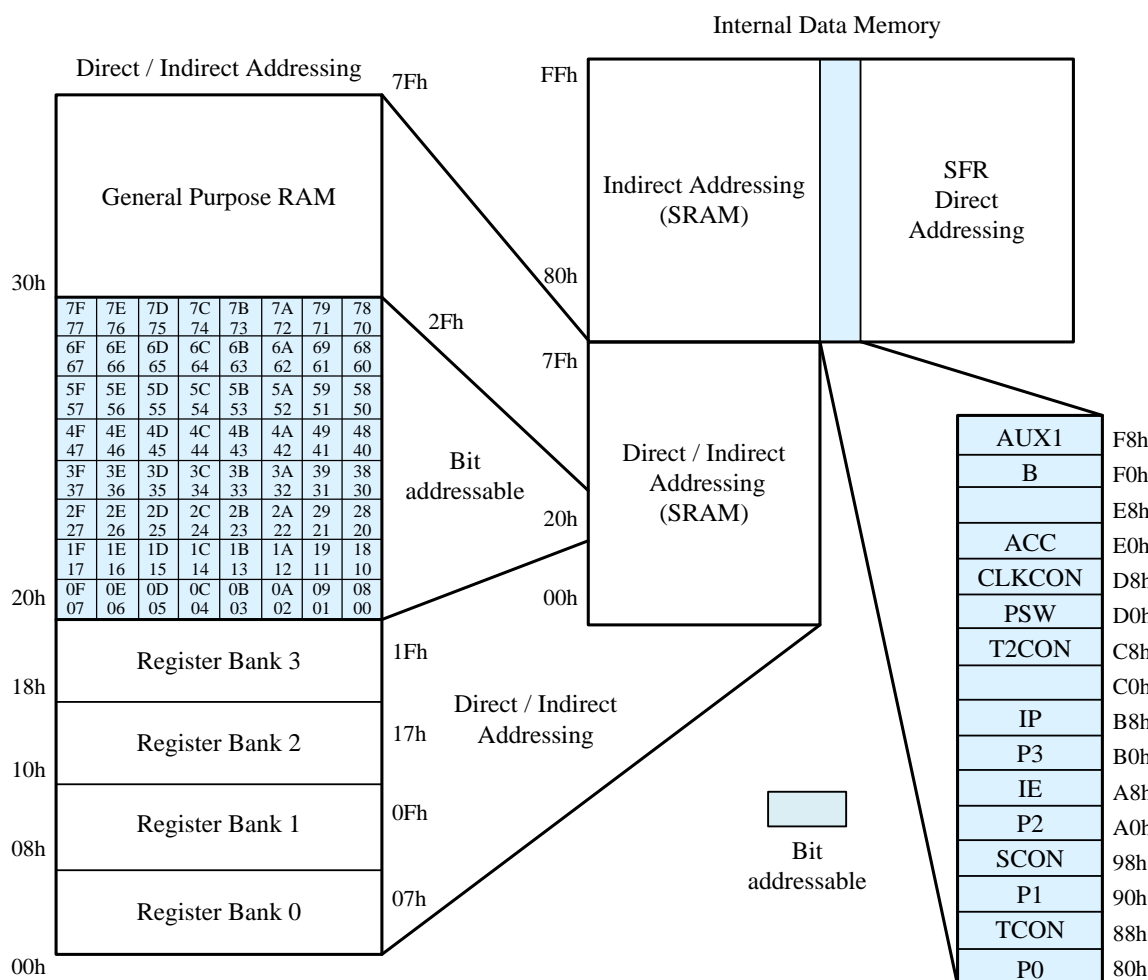 Internal Data Memory
Direct / Indirect Addressing
7Fh
FFh
General Purpose RAM
Indirect Addressing
(SRAM)
SFR
Direct
Addressing
80h
30h
7F 7E 7D 7C 7B 7A 79 78
77 76 75 74 73 72 71 70
6F 6E 6D 6C 6B 6A 69 68
67 66 65 64 63 62 61 60
5F 5E 5D 5C 5B 5A 59 58
57 56 55 54 53 52 51 50
4F 4E 4D 4C 4B 4A 49 48
47 46 45 44 43 42 41 40
3F 3E 3D 3C 3B 3A 39 38
37 36 35 34 33 32 31 30
2F 2E 2D 2C 2B 2A 29 28
27 26 25 24 23 22 21 20
1F 1E 1D 1C 1B 1A 19 18
17 16 15 14 13 12 11 10
0F 0E 0D 0C 0B 0A 09 08
07 06 05 04 03 02 01 00
2Fh
7Fh
Bit
addressable
Direct / Indirect
Addressing
(SRAM)
20h
00h
20h
Register Bank 3
1Fh
18h
Register Bank 2
17h
10h
Register Bank 1
0Fh
08h
Register Bank 0
07h
00h
Direct / Indirect
Addressing
Bit
addressable
AUX1 F8h
B F0h
E8h
ACC E0h
CLKCON D8h
PSW D0h
T2CON C8h
C0h
IP B8h
P3 B0h
IE A8h
P2 A0h
SCON 98h
P1 90h
TCON 88h
P0 80h